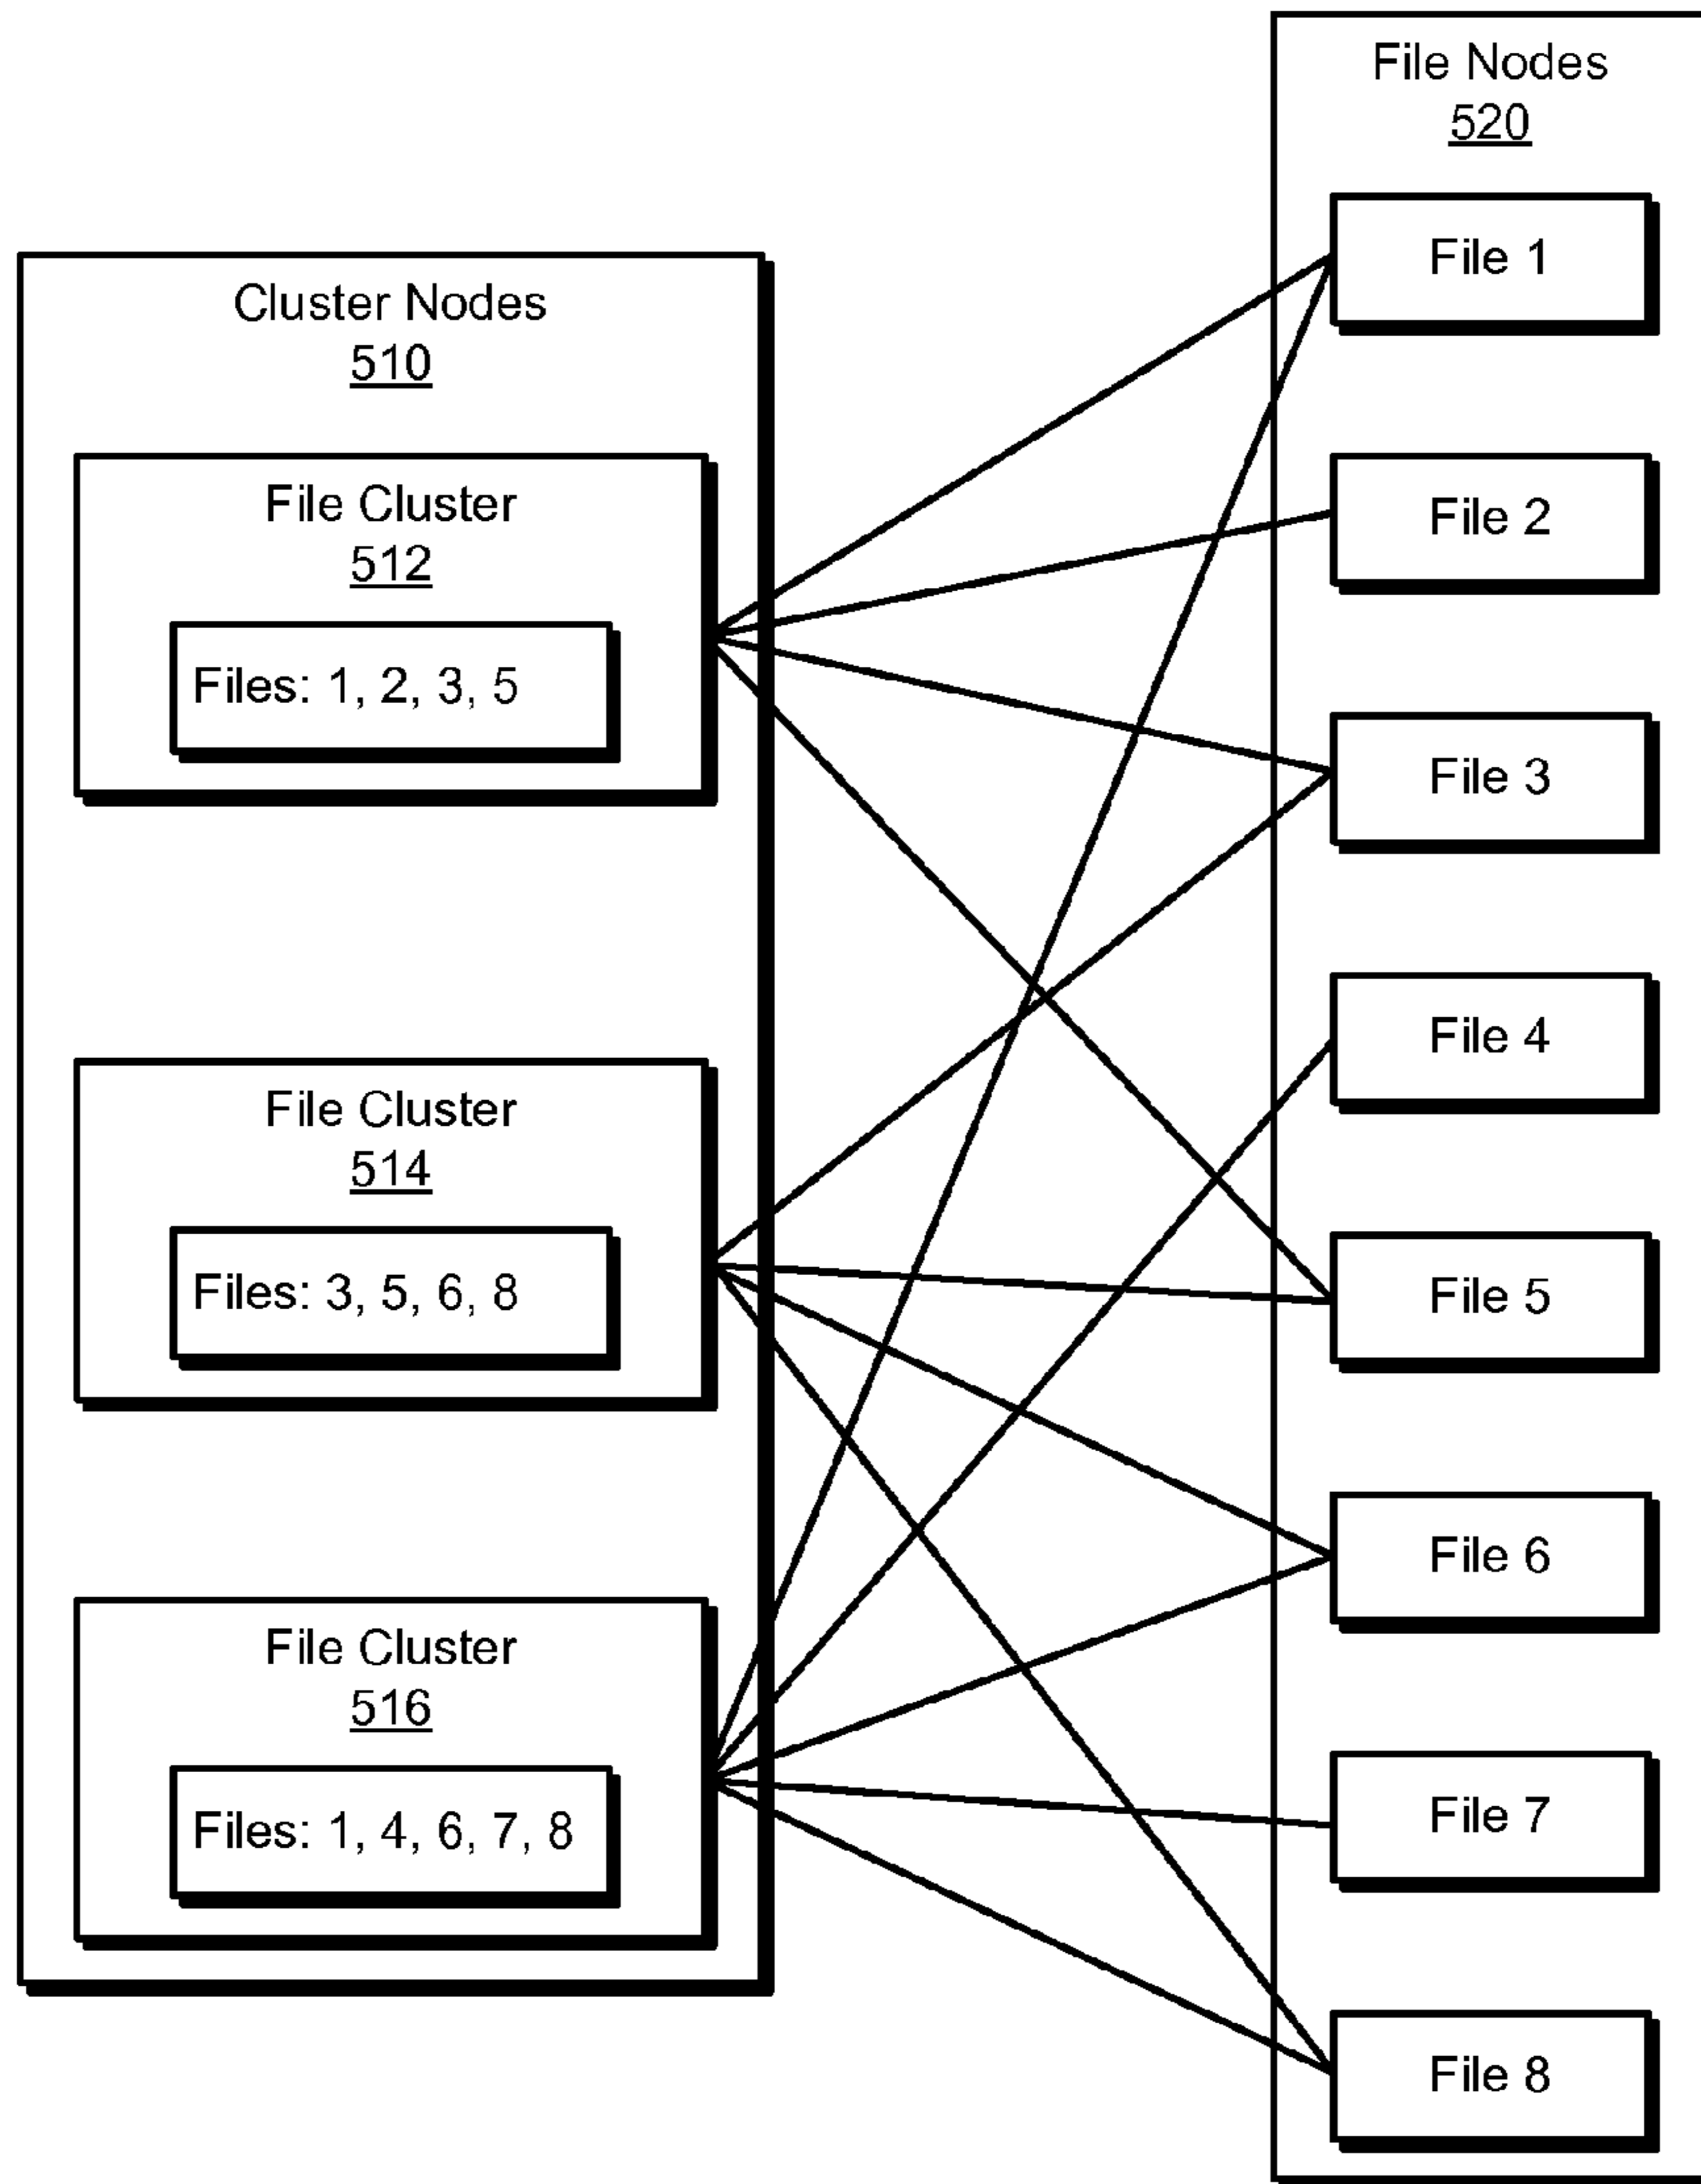 Cluster Nodes
510
File Cluster
512
Files: 1, 2, 3, 5
File Cluster
514
Files: 3, 5, 6, 8
File Cluster
516
Files: 1, 4, 6, 7, 8
File Nodes
520
File 1
File 2
File 3
File 4
File 5
File 6
File 7
File 8